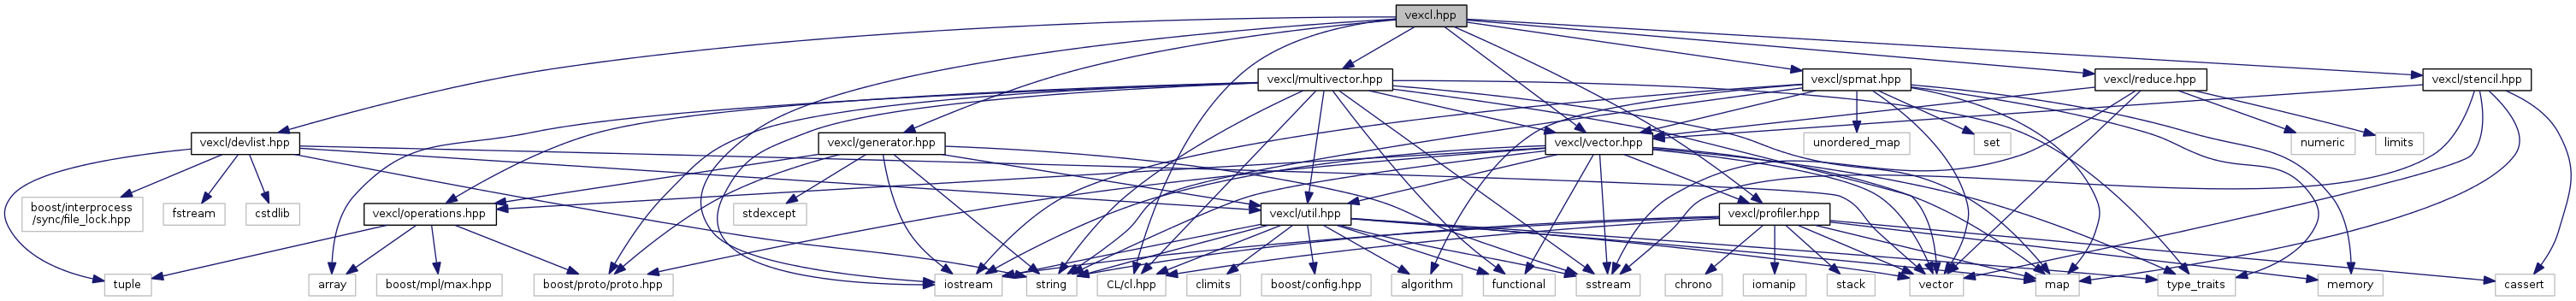 vexcl.hpp
vexcl/multivector.hpp
vexcl/spmat.hpp
vexcl/reduce.hpp
vexcl/stencil.hpp
vexcl/devlist.hpp
vexcl/generator.hpp
vexcl/vector.hpp
unordered_map
set
numeric
limits
boost/interprocess
/sync/file_lock.hpp
fstream
cstdlib
vexcl/operations.hpp
stdexcept
vexcl/util.hpp
vexcl/profiler.hpp
tuple
array
boost/mpl/max.hpp
boost/proto/proto.hpp
iostream
string
CL/cl.hpp
climits
boost/config.hpp
algorithm
functional
sstream
chrono
iomanip
stack
vector
map
type_traits
memory
cassert